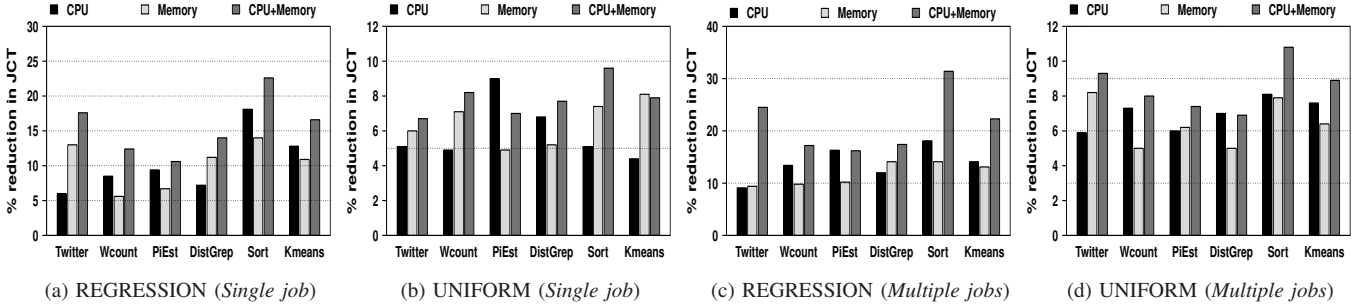 CPU Memory CPU+Memory
% reduction in JCT
30
25
20
15
10
5
0
Twitter Wcount PiEst DistGrep Sort Kmeans
(a) REGRESSION (Single job)
CPU Memory CPU+Memory
% reduction in JCT
12
10
8
6
4
2
0
Twitter Wcount PiEst DistGrep Sort Kmeans
(b) UNIFORM (Single job)
CPU Memory CPU+Memory
% reduction in JCT
40
30
20
10
0
Twitter Wcount PiEst DistGrep Sort Kmeans
(c) REGRESSION (Multiple jobs)
CPU Memory CPU+Memory
% reduction in JCT
12
10
8
6
4
2
0
Twitter Wcount PiEst DistGrep Sort Kmeans
(d) UNIFORM (Multiple jobs)